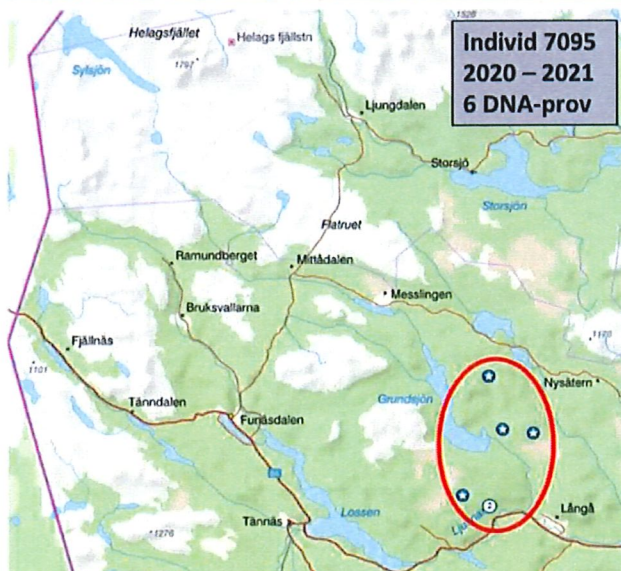 Individ 7095
2020 – 2021
6 DNA-prov
1526
Helagsfjället
Helags fjällstn
Sylsjön
1797
Ljungdalen
Storsjö
Storsjön
Flatruet
Ramundberget
Mittådalen
Messlingen
Bruksvallarna
Fjällnäs
1101
Nysätern
Grundsjön
Tänndalen
Funäsdalen
Lossen
Långå
Tännäs
1276